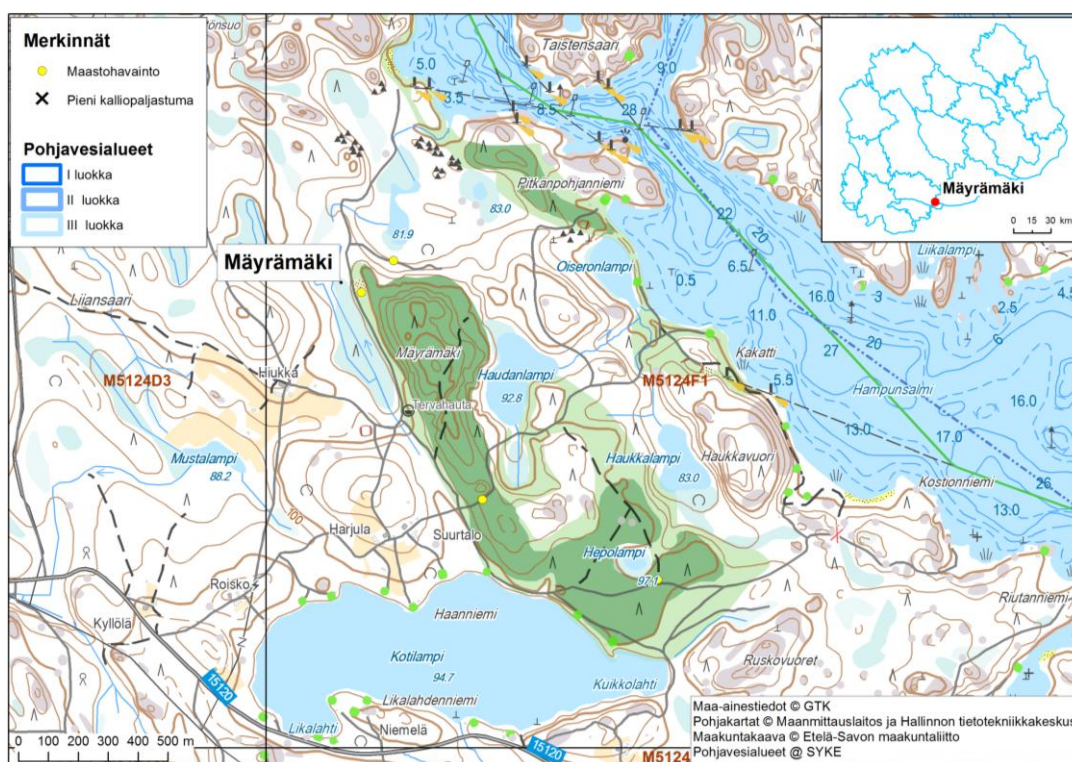 Merkinnät
Maastohavainto
Pieni kalliopaljastuma
Pohjavesialueet
I luokka
II luokka
III luokka
Taistensaari
5.0
3.5
8.5
28
9.0
Pitkänpohjanniemi
83.0
81.9
Mäyrämäki
0 15 30 km
Liikalampi
Mäyrämäki
Oiseronlampi
22
20
6.5
0.5
16.0
3
2.5
4.5
6
11.0
27
20
Liiansaari
M5124D3
Hiukka
Mäyrämäki
Haudanlampi
92.8
M5124F1
Kakatti
5.5
Hampunsalmi
16.0
Tervahauta
13.0
17.0
Mustalampi
88.2
Haukkalampi
83.0
Haukkavuori
Kostionniemi
26
13.0
100
Harjula
Suurtalo
Hepolampi
97.1
Roisko
Kyllölä
Haanniemi
Riutanniemi
Kotilampi
94.7
Ruskovuoret
15120
Kuikkolahti
Likalahdenniemi
Likalahti
Niemelä
15120
M5124
0 100 200 300 400 500 m
Maa-ainestiedot © GTK
Pohjakartat © Maanmittauslaitos ja Hallinnon tietotekniikkakeskus
Maakuntakaava © Etelä-Savon maakuntaliitto
Pohjavesialueet @ SYKE